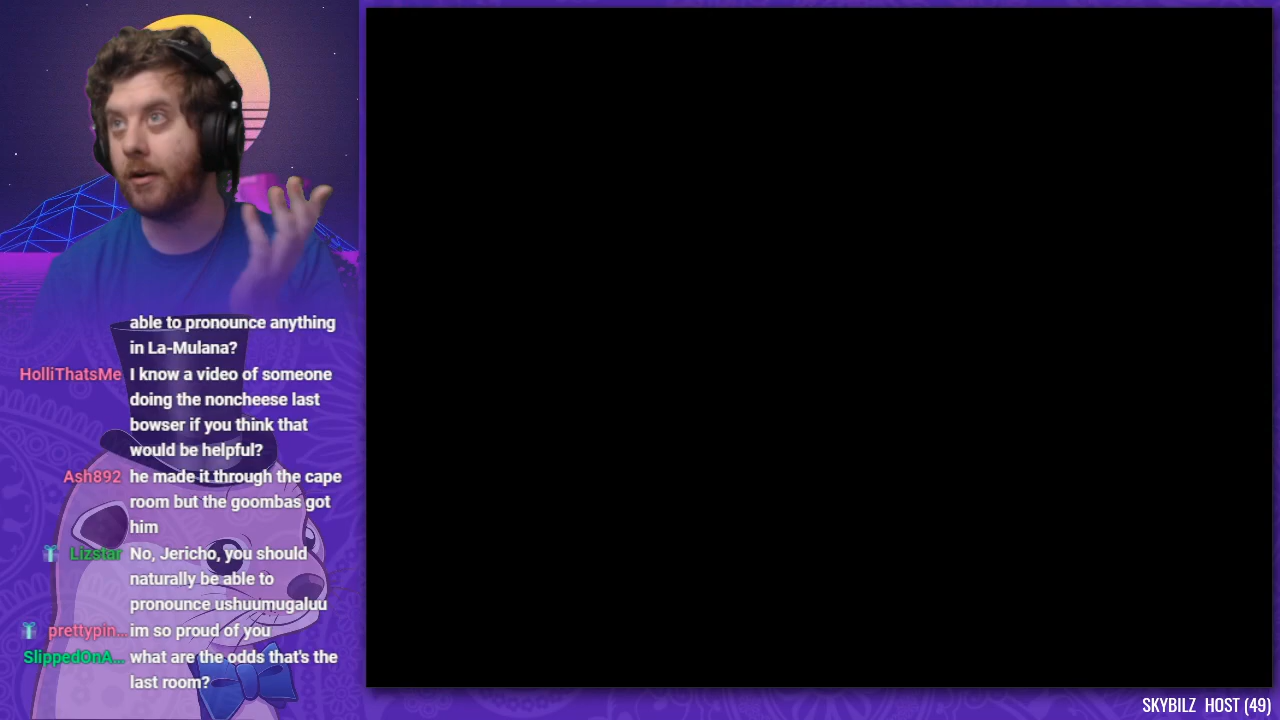 able to pronounce anything
in La-Mulana?
HolliThatsMe I know a video of someone
doing the noncheese last
bowser if you think that
would be helpful?
Ash892 he made it through the cape
room but the goombas got
him
Lizstar No, Jericho, you should
naturally be able to
pronounce ushuumugaluu
prettypin... im so proud of you
SlippedOnA... what are the odds that's the
last room?
SKYBILZ HOST (49)